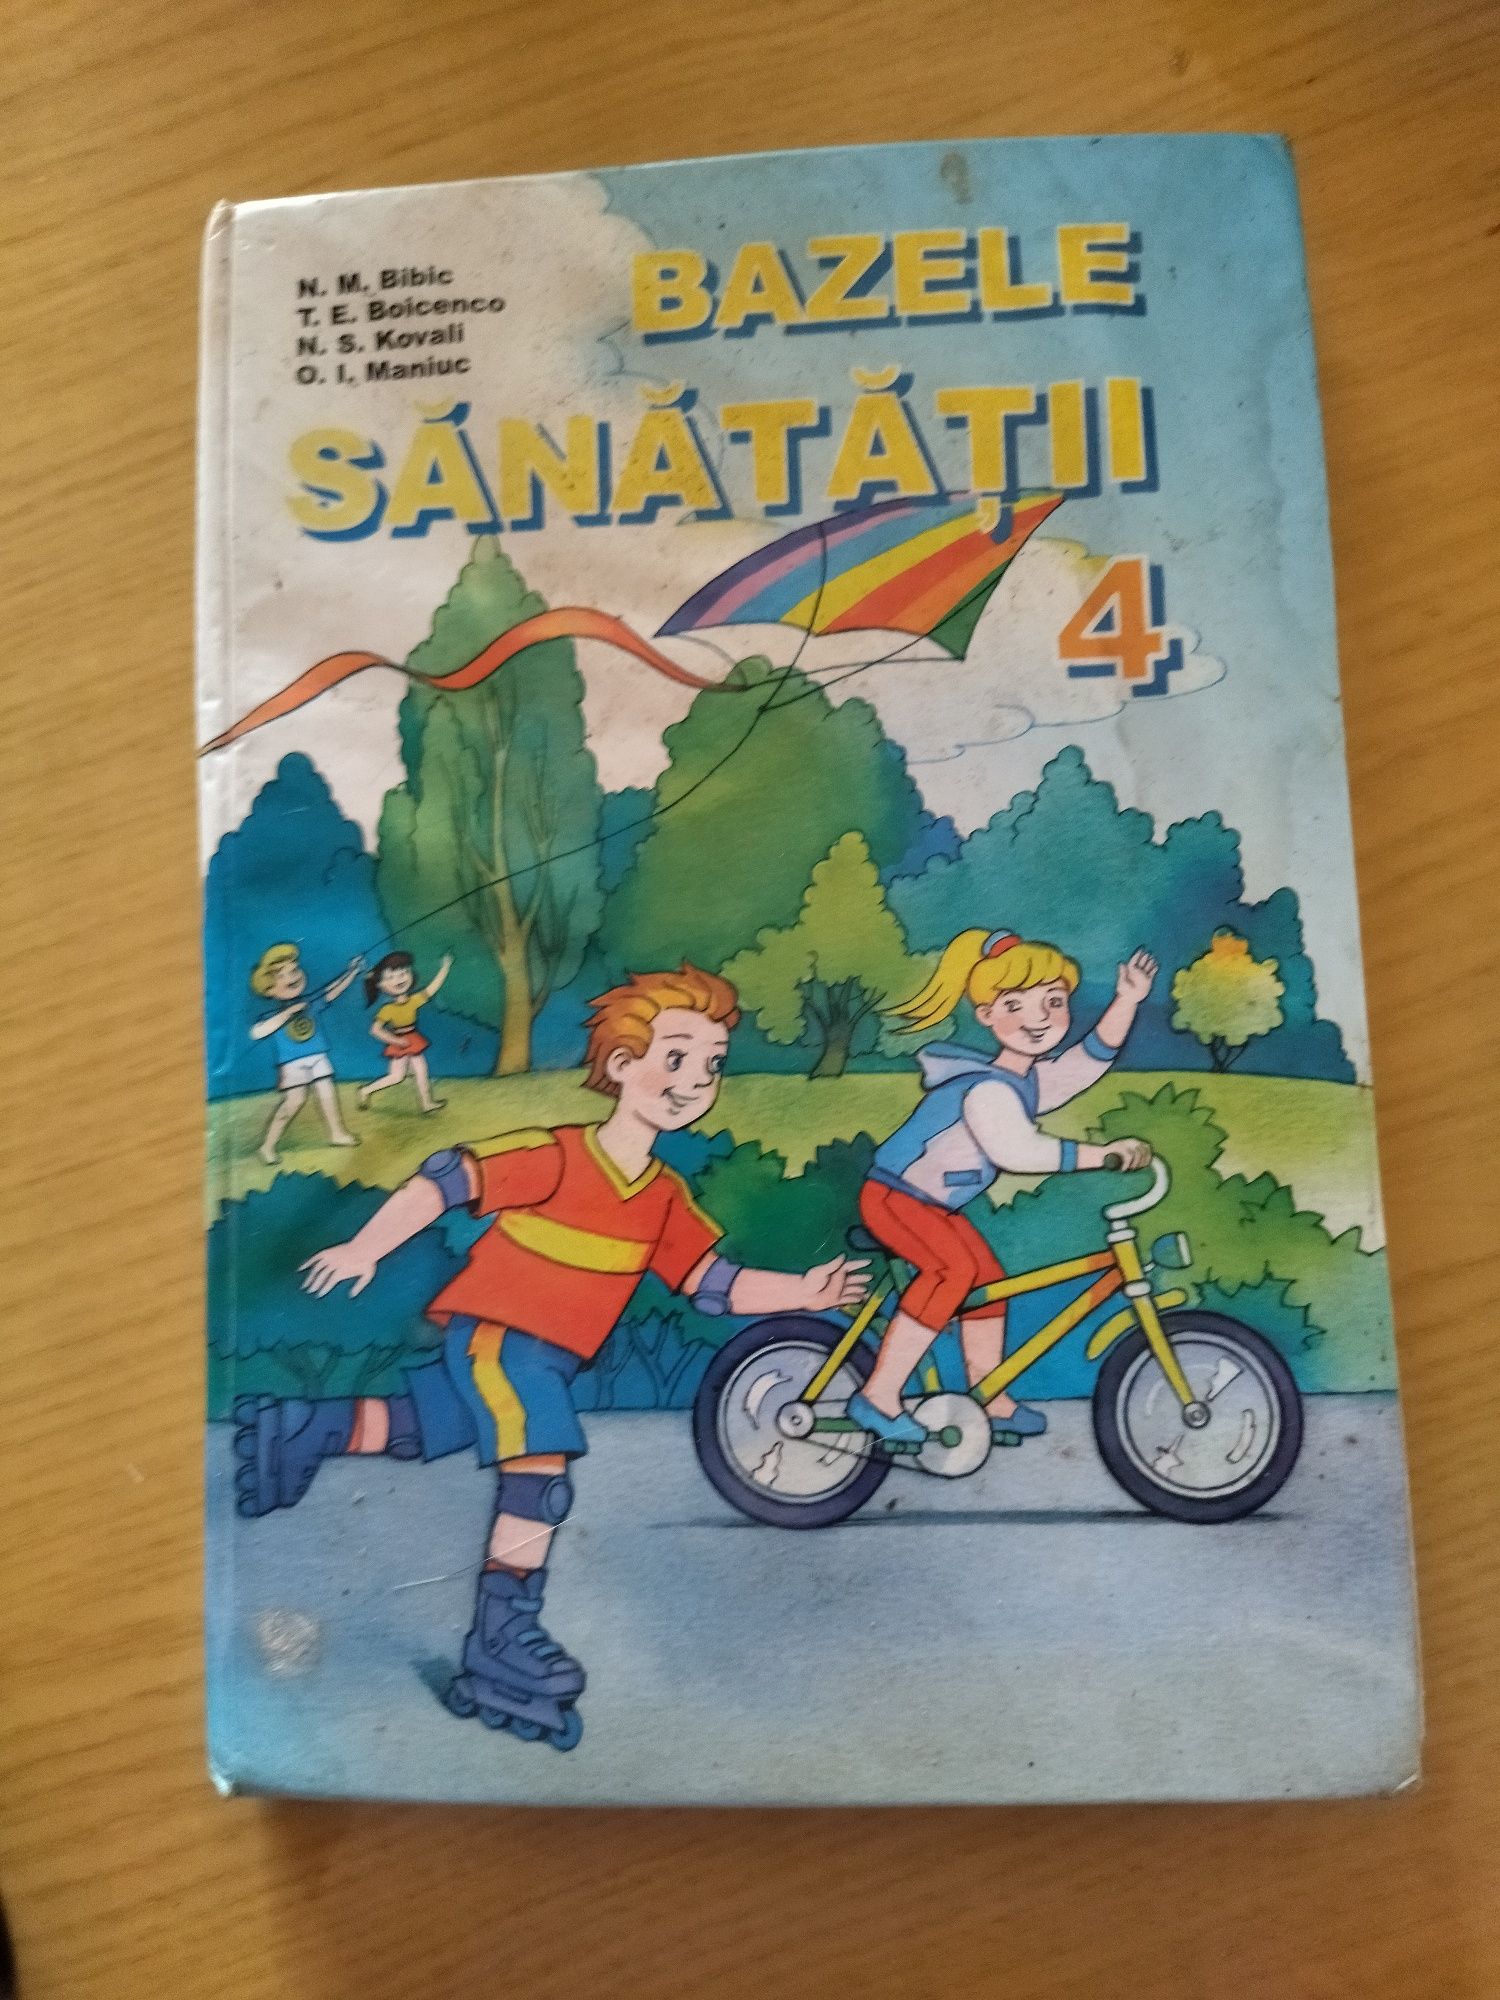 N. M. Bibic
T. E. Boicenco
N. S. Kovali
O. I. Maniuc
BAZELE
SĂNĂTĂȚII
4